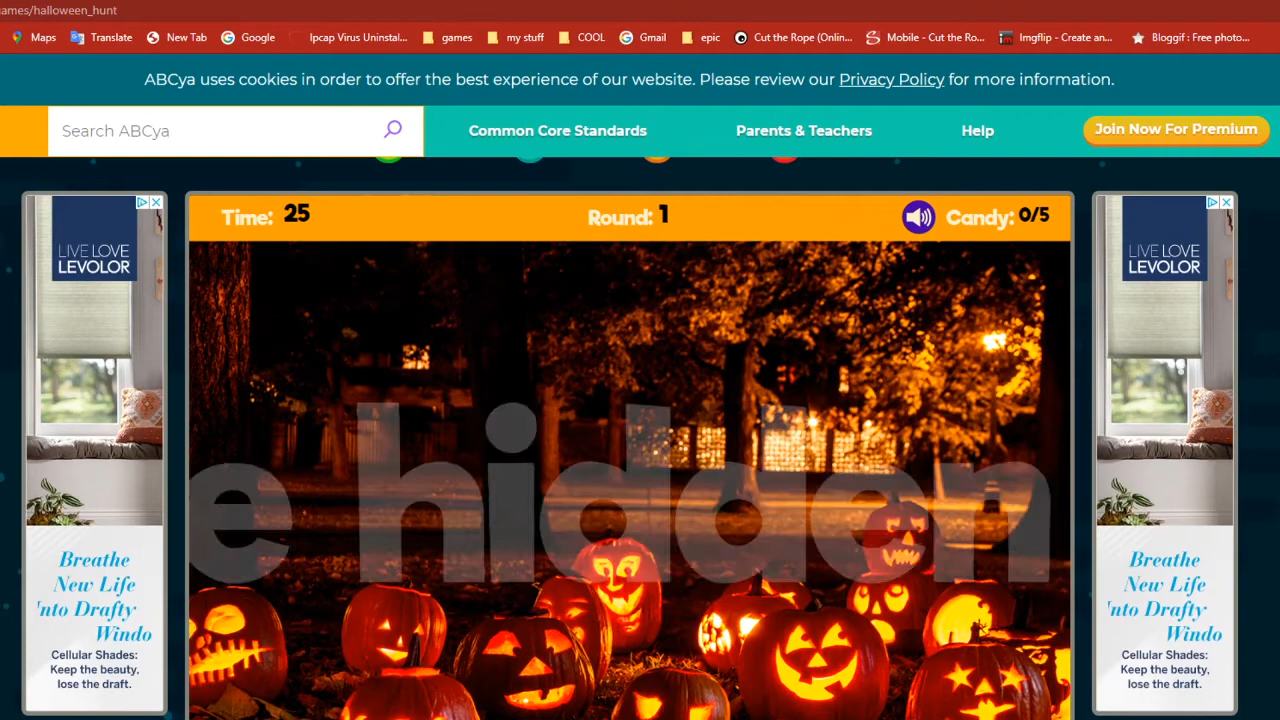 games/halloween_hunt
Maps Translate New Tab Google Ipcap Virus Uninstal... games my stuff COOL Gmail epic Cut the Rope (Onlin... Mobile - Cut the Ro... Imgflip - Create an... Bloggif : Free photo...
ABCya uses cookies in order to offer the best experience of our website. Please review our Privacy Policy for more information.
Search ABCya Common Core Standards Parents & Teachers Help Join Now For Premium
Time: 25 Round: 1 Candy: 0/5
e hidden
LIVE LOVE
LEVOLOR
Breathe
New Life
'nto Drafty
Windo
Cellular Shades:
Keep the beauty,
lose the draft.
LIVE LOVE
LEVOLOR
Breathe
New Life
'nto Drafty
Windo
Cellular Shades:
Keep the beauty,
lose the draft.